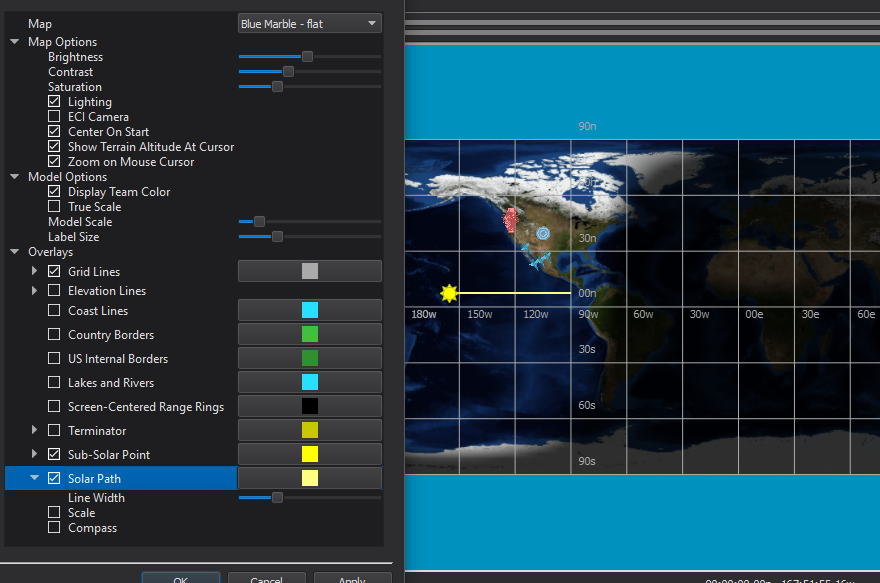 Map Blue Marble - flat
Map Options
Brightness
Contrast
Saturation
Lighting
ECI Camera
Center On Start
Show Terrain Altitude At Cursor
Zoom on Mouse Cursor
Model Options
Display Team Color
True Scale
Model Scale
Label Size
Overlays
Grid Lines
Elevation Lines
Coast Lines
Country Borders
US Internal Borders
Lakes and Rivers
Screen-Centered Range Rings
Terminator
Sub-Solar Point
Solar Path
Line Width
Scale
Compass
OK Cancel Apply
90n
30n
00n
180w 150w 120w 90w 60w 30w 00e 30e 60e
30s
60s
90s